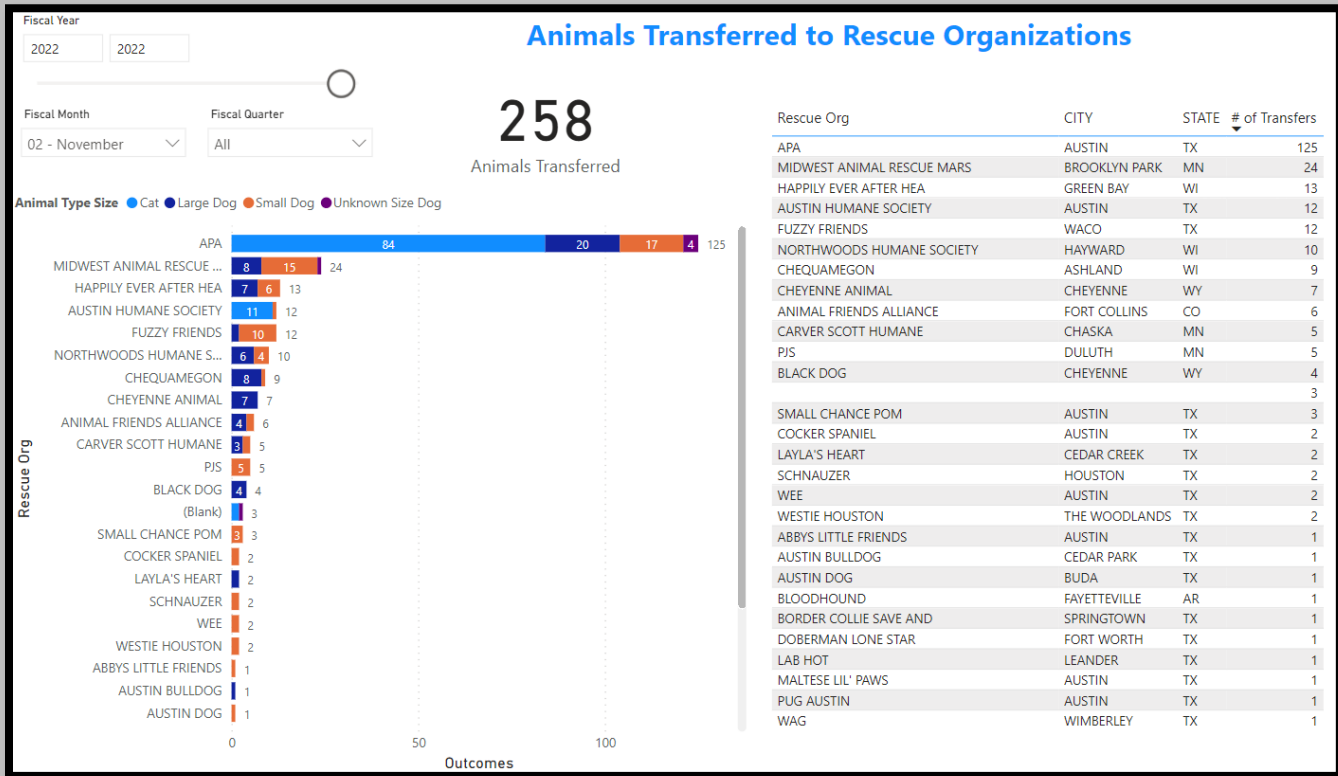 Fiscal Year
2022 2022
Animals Transferred to Rescue Organizations
Fiscal Month Fiscal Quarter
02 - November All
258
Animals Transferred
Animal Type Size Cat Large Dog Small Dog Unknown Size Dog
Rescue Org
APA 84 20 17 4 125
MIDWEST ANIMAL RESCUE ... 8 15 24
HAPPILY EVER AFTER HEA 7 6 13
AUSTIN HUMANE SOCIETY 11 12
FUZZY FRIENDS 10 12
NORTHWOODS HUMANE S... 6 4 10
CHEQUAMEGON 8 9
CHEYENNE ANIMAL 7 7
ANIMAL FRIENDS ALLIANCE 4 6
CARVER SCOTT HUMANE 3 5
PJS 5 5
BLACK DOG 4 4
(Blank) 3
SMALL CHANCE POM 3 3
COCKER SPANIEL 2
LAYLA'S HEART 2
SCHNAUZER 2
WEE 2
WESTIE HOUSTON 2
ABBYS LITTLE FRIENDS 1
AUSTIN BULLDOG 1
AUSTIN DOG 1
0 50 100
Outcomes
Rescue Org CITY STATE # of Transfers
APA AUSTIN TX 125
MIDWEST ANIMAL RESCUE MARS BROOKLYN PARK MN 24
HAPPILY EVER AFTER HEA GREEN BAY WI 13
AUSTIN HUMANE SOCIETY AUSTIN TX 12
FUZZY FRIENDS WACO TX 12
NORTHWOODS HUMANE SOCIETY HAYWARD WI 10
CHEQUAMEGON ASHLAND WI 9
CHEYENNE ANIMAL CHEYENNE WY 7
ANIMAL FRIENDS ALLIANCE FORT COLLINS CO 6
CARVER SCOTT HUMANE CHASKA MN 5
PJS DULUTH MN 5
BLACK DOG CHEYENNE WY 4
3
SMALL CHANCE POM AUSTIN TX 3
COCKER SPANIEL AUSTIN TX 2
LAYLA'S HEART CEDAR CREEK TX 2
SCHNAUZER HOUSTON TX 2
WEE AUSTIN TX 2
WESTIE HOUSTON THE WOODLANDS TX 2
ABBYS LITTLE FRIENDS AUSTIN TX 1
AUSTIN BULLDOG CEDAR PARK TX 1
AUSTIN DOG BUDA TX 1
BLOODHOUND FAYETTEVILLE AR 1
BORDER COLLIE SAVE AND SPRINGTOWN TX 1
DOBERMAN LONE STAR FORT WORTH TX 1
LAB HOT LEANDER TX 1
MALTESE LIL' PAWS AUSTIN TX 1
PUG AUSTIN AUSTIN TX 1
WAG WIMBERLEY TX 1